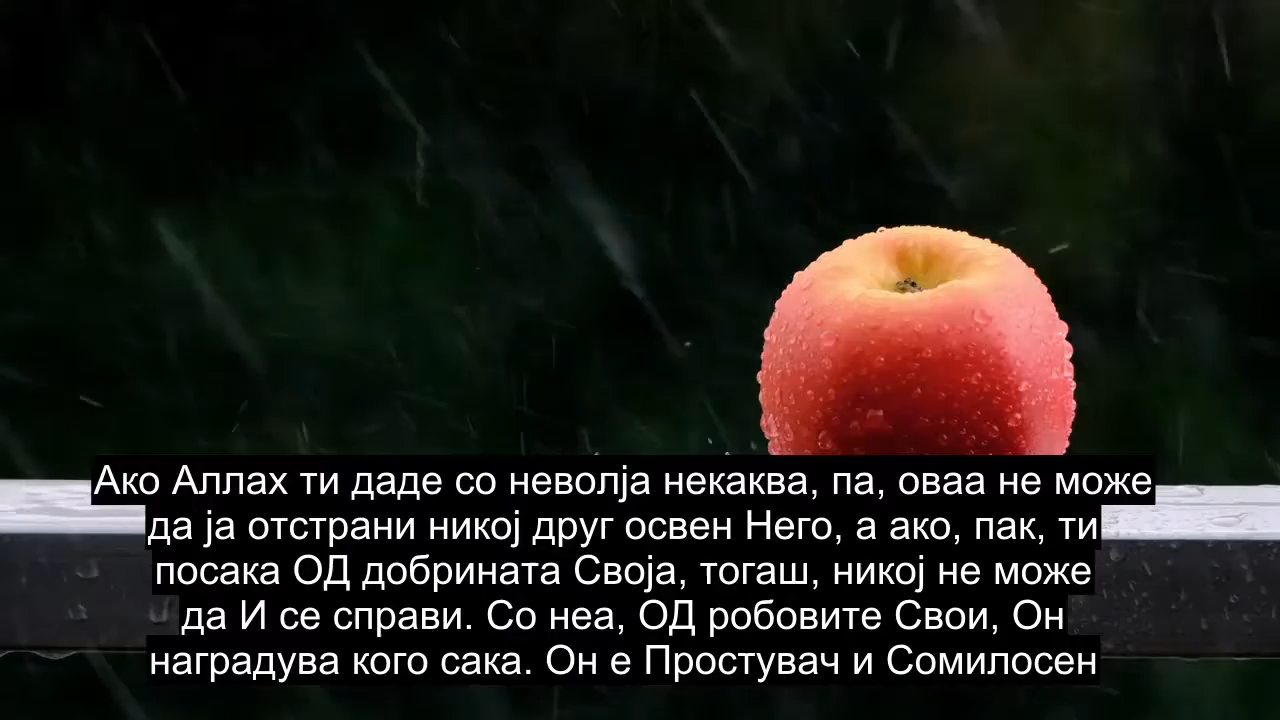 Ако Аллах ти даде со неволја некаква, па, оваа не може
да ја отстрани никој друг освен Него, а ако, пак, ти
посака ОД добрината Своја, тогаш, никој не може
да И се справи. Со неа, ОД робовите Свои, Он
наградува кого сака. Он е Простувач и Сомилосен